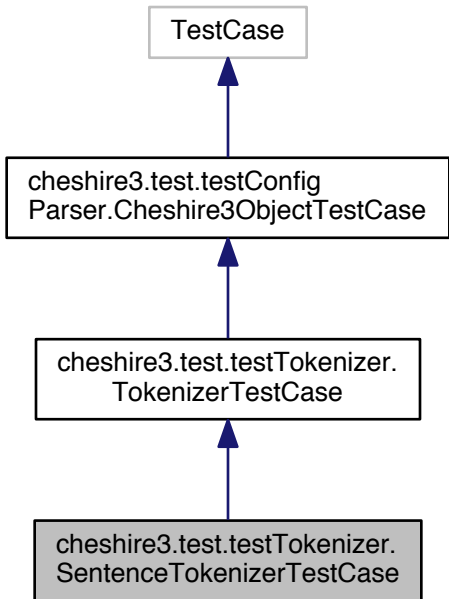 TestCase
cheshire3.test.testConfig
Parser.Cheshire3ObjectTestCase
cheshire3.test.testTokenizer.
TokenizerTestCase
cheshire3.test.testTokenizer.
SentenceTokenizerTestCase